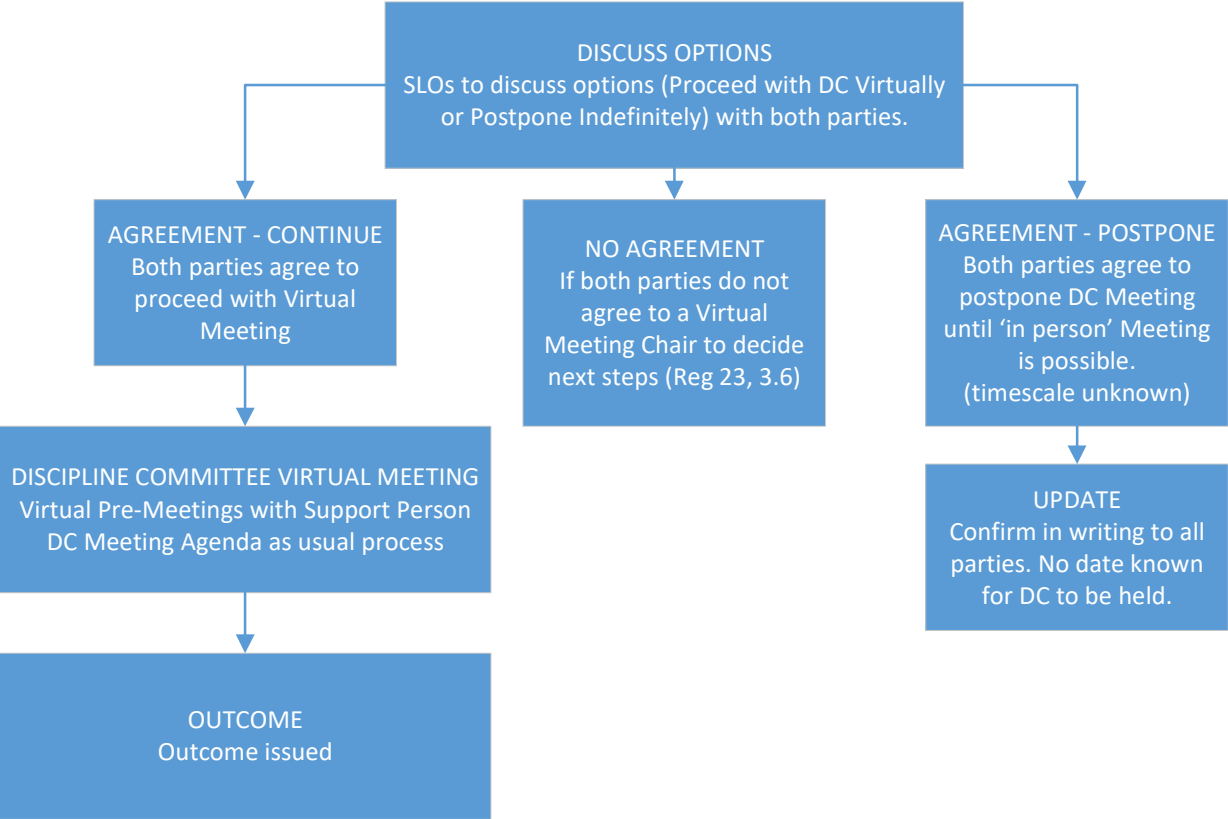 DISCUSS OPTIONS
SLOs to discuss options (Proceed with DC Virtually
or Postpone Indefinitely) with both parties.
AGREEMENT - CONTINUE
Both parties agree to
proceed with Virtual
Meeting
NO AGREEMENT
If both parties do not
agree to a Virtual
Meeting Chair to decide
next steps (Reg 23, 3.6)
AGREEMENT - POSTPONE
Both parties agree to
postpone DC Meeting
until ‘in person’ Meeting
is possible.
(timescale unknown)
DISCIPLINE COMMITTEE VIRTUAL MEETING
Virtual Pre-Meetings with Support Person
DC Meeting Agenda as usual process
UPDATE
Confirm in writing to all
parties. No date known
for DC to be held.
OUTCOME
Outcome issued